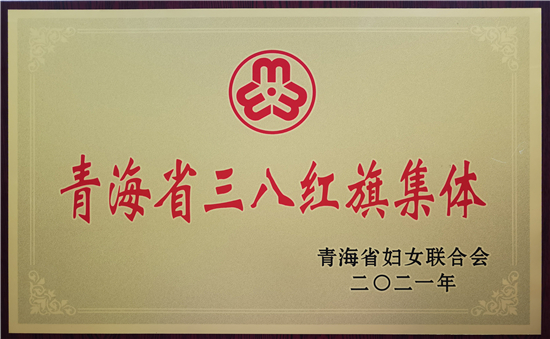 青海省三八红旗集体
青海省妇女联合会
二〇二一年